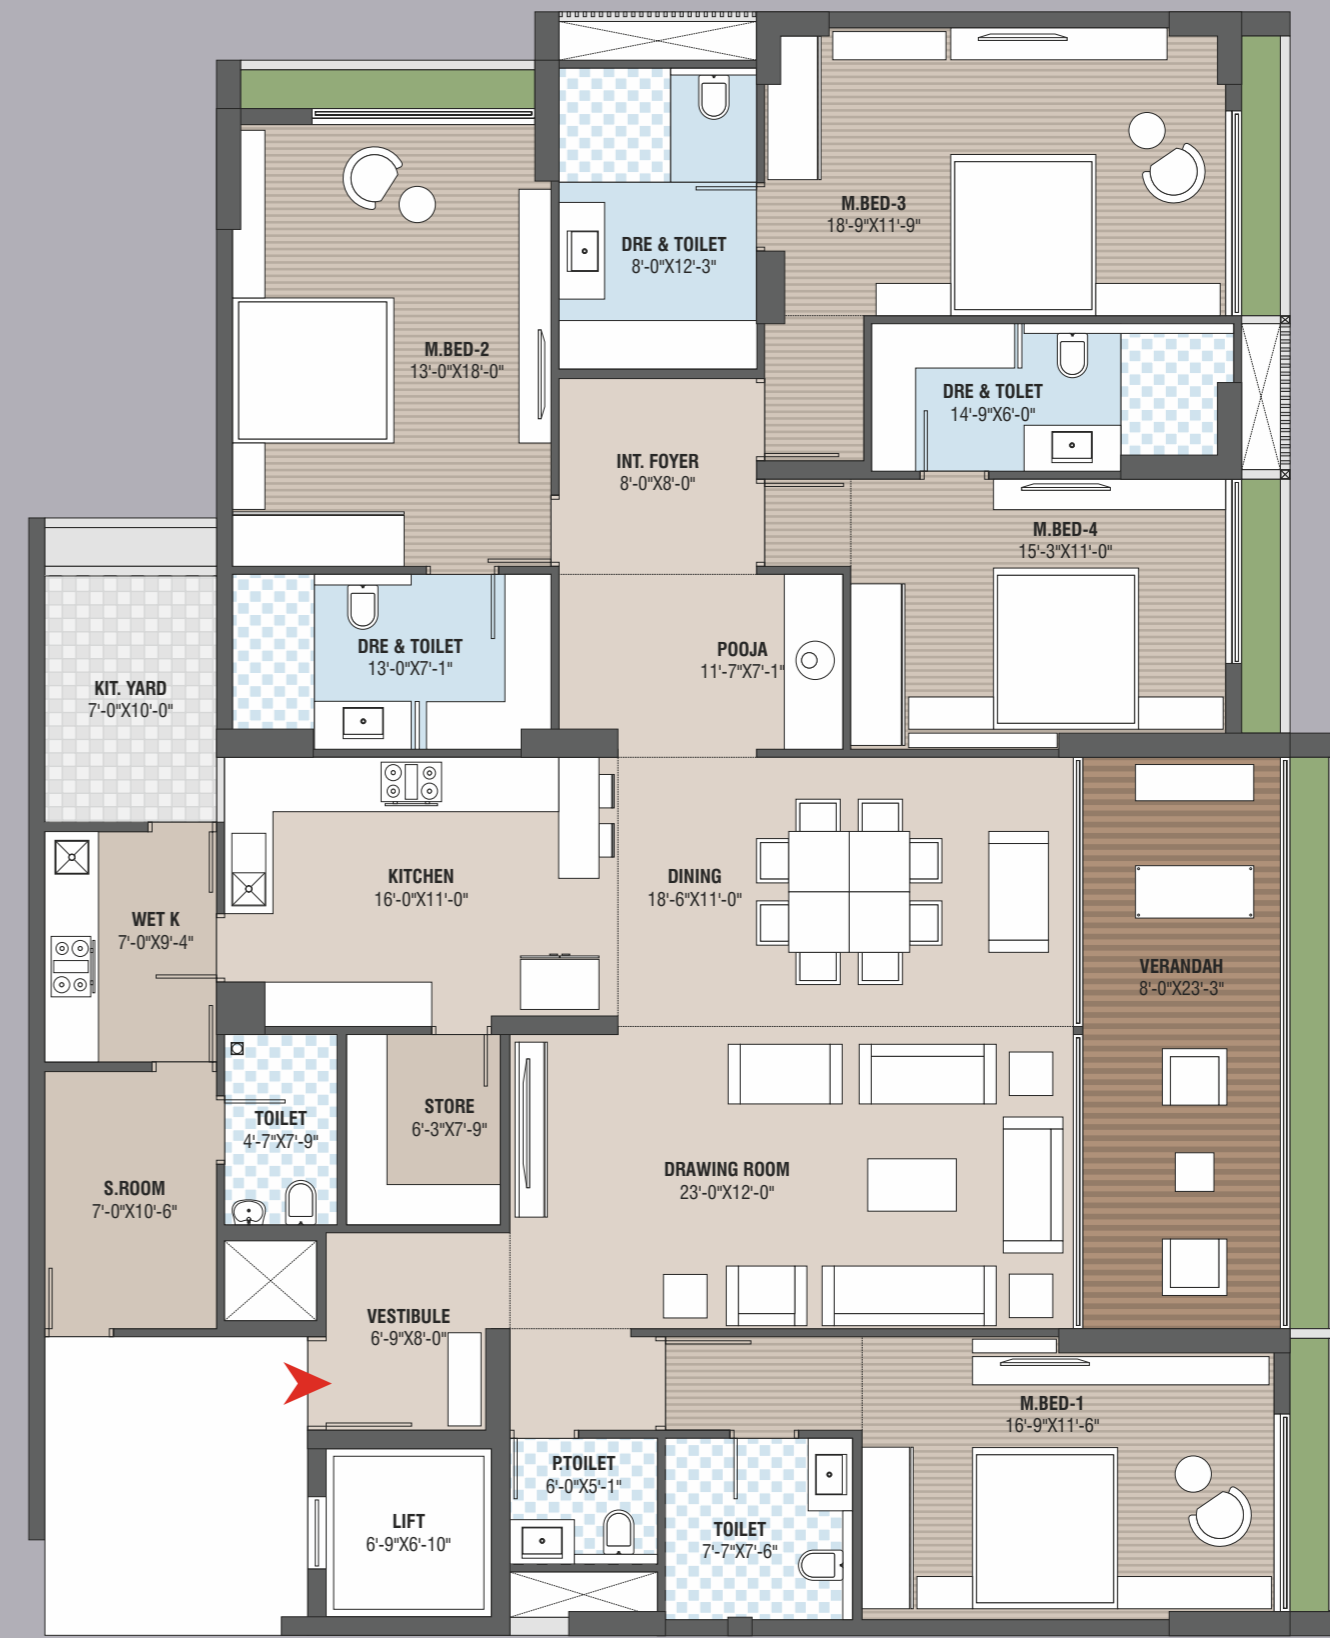 M.BED-3
18'-9"X11'-9"
DRE & TOILET
8'-0"X12'-3"
M.BED-2
13'-0"X18'-0"
DRE & TOLET
14'-9"X6'-0"
INT. FOYER
8'-0"X8'-0"
M.BED-4
15'-3"X11'-0"
DRE & TOILET
13'-0"X7'-1"
POOJA
11'-7"X7'-1"
KIT. YARD
7'-0"X10'-0"
KITCHEN
16'-0"X11'-0"
DINING
18'-6"X11'-0"
WET K
7'-0"X9'-4"
VERANDAH
8'-0"X23'-3"
TOILET
4'-7"X7'-9"
STORE
6'-3"X7'-9"
DRAWING ROOM
23'-0"X12'-0"
S.ROOM
7'-0"X10'-6"
VESTIBULE
6'-9"X8'-0"
M.BED-1
16'-9"X11'-6"
P.TOILET
6'-0"X5'-1"
LIFT
6'-9"X6'-10"
TOILET
7'-7"X7'-6"